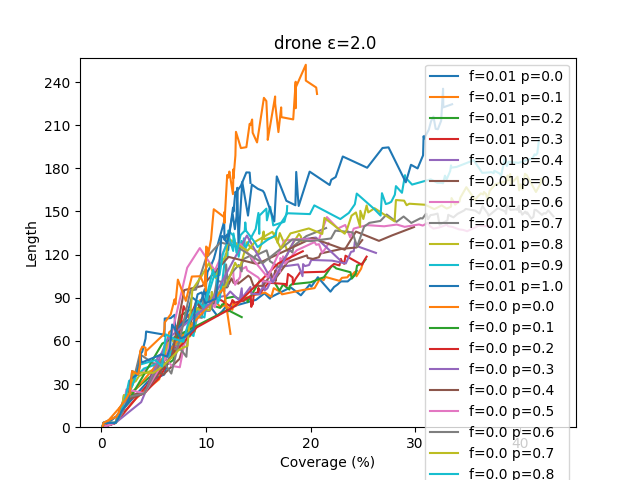 drone ε=2.0
Length
240
210
180
150
120
90
60
30
0
0
10
20
30
40
Coverage (%)
f=0.01 p=0.0
f=0.01 p=0.1
f=0.01 p=0.2
f=0.01 p=0.3
f=0.01 p=0.4
f=0.01 p=0.5
f=0.01 p=0.6
f=0.01 p=0.7
f=0.01 p=0.8
f=0.01 p=0.9
f=0.01 p=1.0
f=0.0 p=0.0
f=0.0 p=0.1
f=0.0 p=0.2
f=0.0 p=0.3
f=0.0 p=0.4
f=0.0 p=0.5
f=0.0 p=0.6
f=0.0 p=0.7
f=0.0 p=0.8